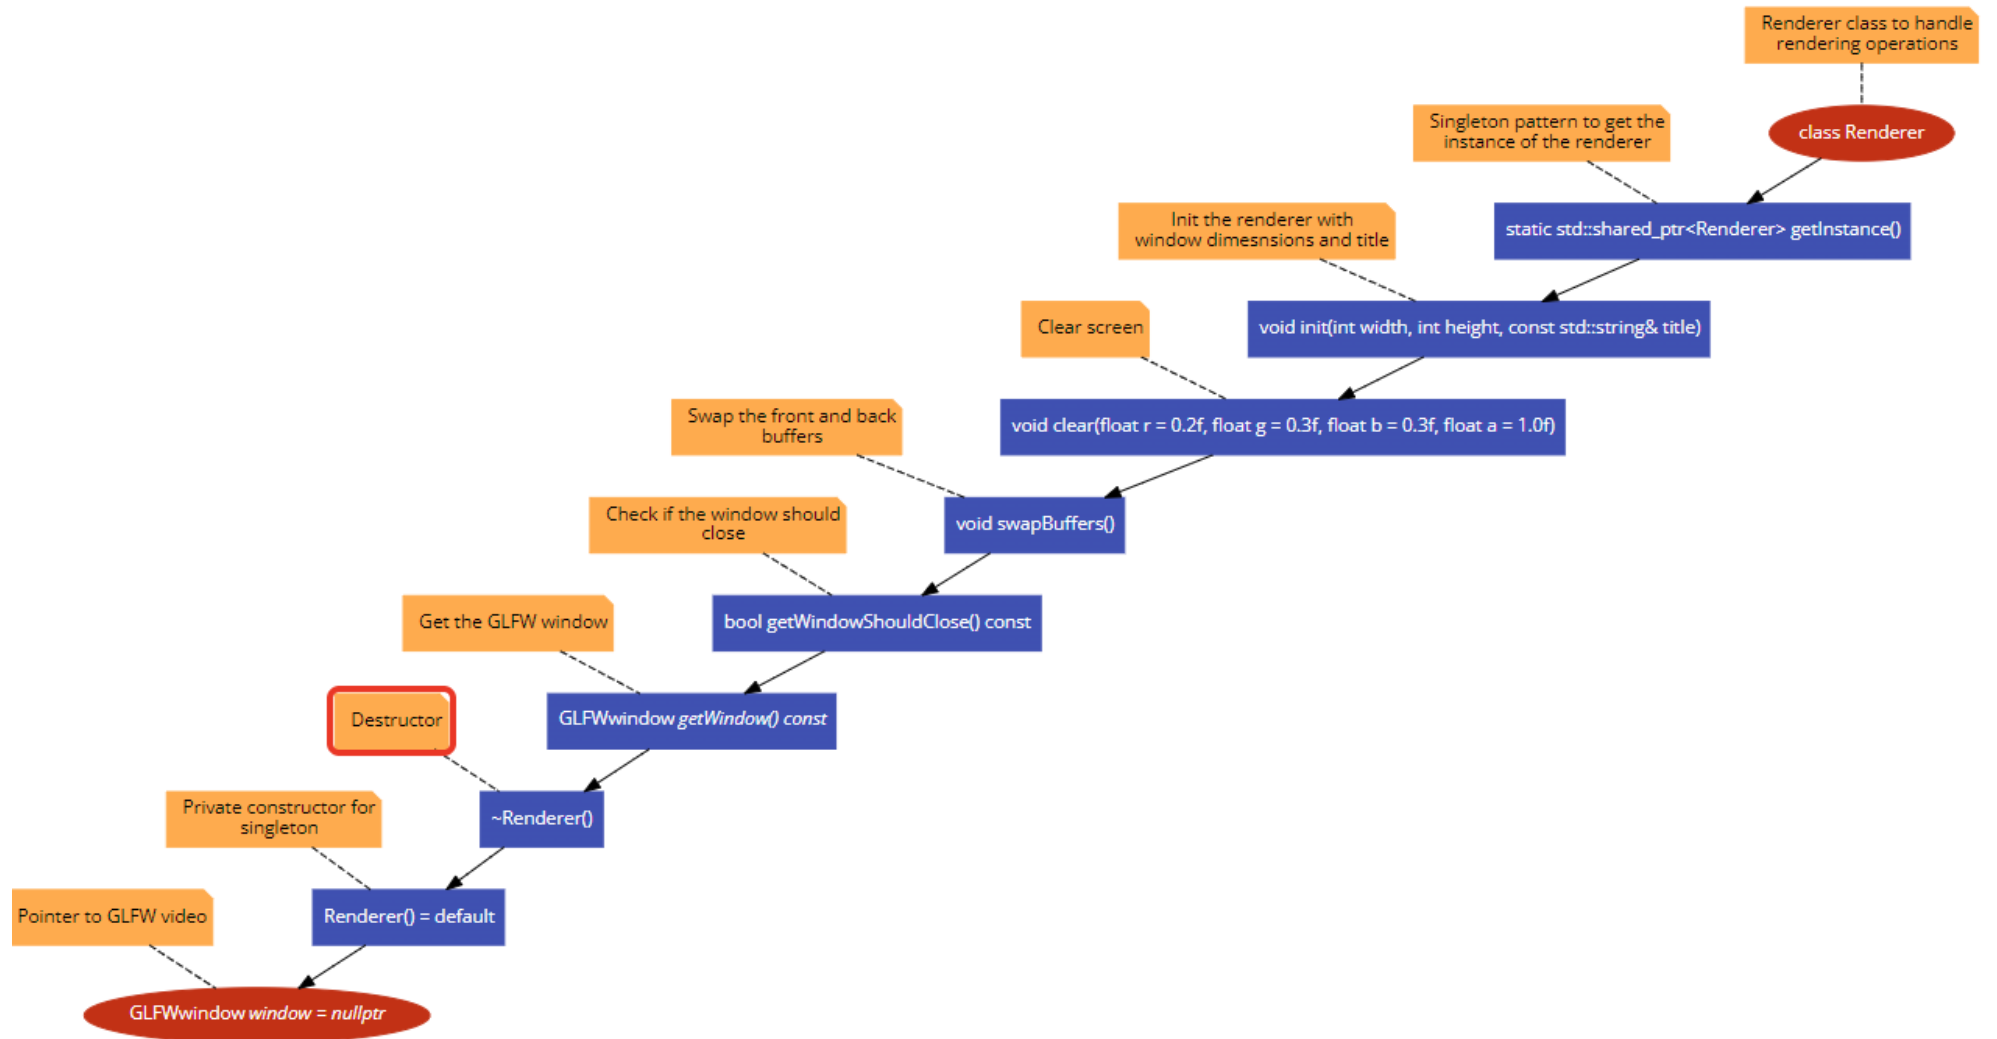 Renderer class to handle
rendering operations
class Renderer
Singleton pattern to get the
instance of the renderer
static std::shared_ptr<Renderer> getInstance()
Init the renderer with
window dimesnsions and title
void init(int width, int height, const std::string& title)
Clear screen
void clear(float r = 0.2f, float g = 0.3f, float b = 0.3f, float a = 1.0f)
Swap the front and back
buffers
void swapBuffers()
Check if the window should
close
bool getWindowShouldClose() const
Get the GLFW window
GLFWwindow getWindow() const
Destructor
~Renderer()
Private constructor for
singleton
Renderer() = default
Pointer to GLFW video
GLFWwindow window = nullptr